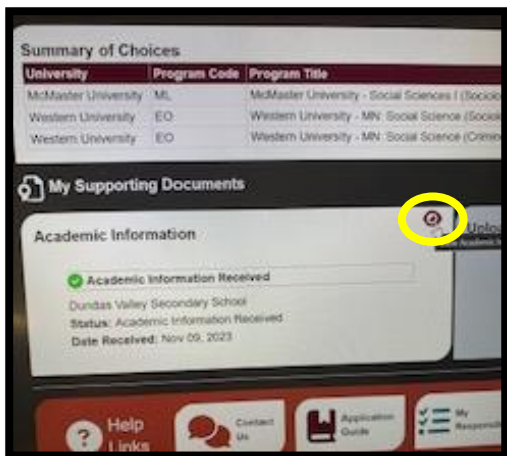 Summary of Choices
University Program Code Program Title
McMaster University ML McMaster University - Social Sciences I
Western University EO Western University - MN: Social Science
Western University EO Western University - MN: Social Science
My Supporting Documents
Academic Information
Academic Information Received
Dundas Valley Secondary School
Status: Academic Information Received
Date Received: Nov 09, 2023
Help
Links
Contact
Us
Application
Guide
My